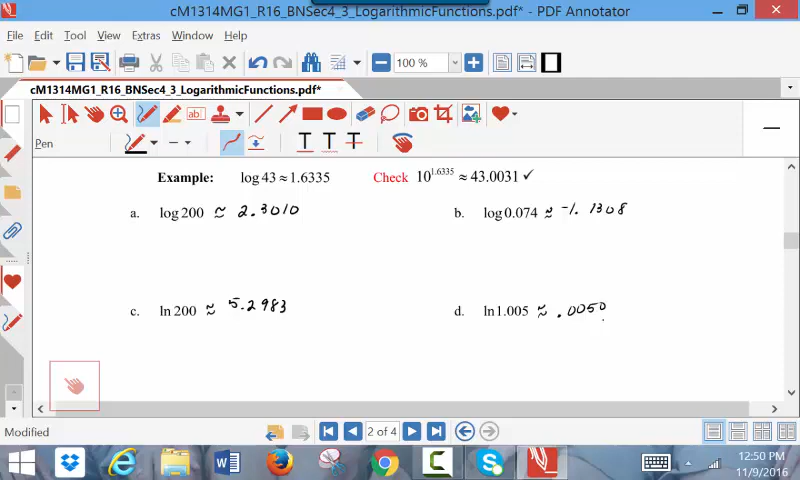 cM1314MG1_R16_BNSec4_3_LogarithmicFunctions.pdf* - PDF Annotator
File Edit Tool Extras Window Help
100 %
cM1314MG1_R16_BNSec4_3_LogarithmicFunctions.pdf*
Pen
Example: log 43 ≈ 1.6335 Check 10^1.6335 ≈ 43.0031 ✓
a. log 200 ≈ 2.3010 b. log 0.074 ≈ -1.1308
c. ln 200 ≈ 5.2983 d. ln 1.005 ≈ .0050
Modified 2 of 4
12:50 PM
11/9/2016